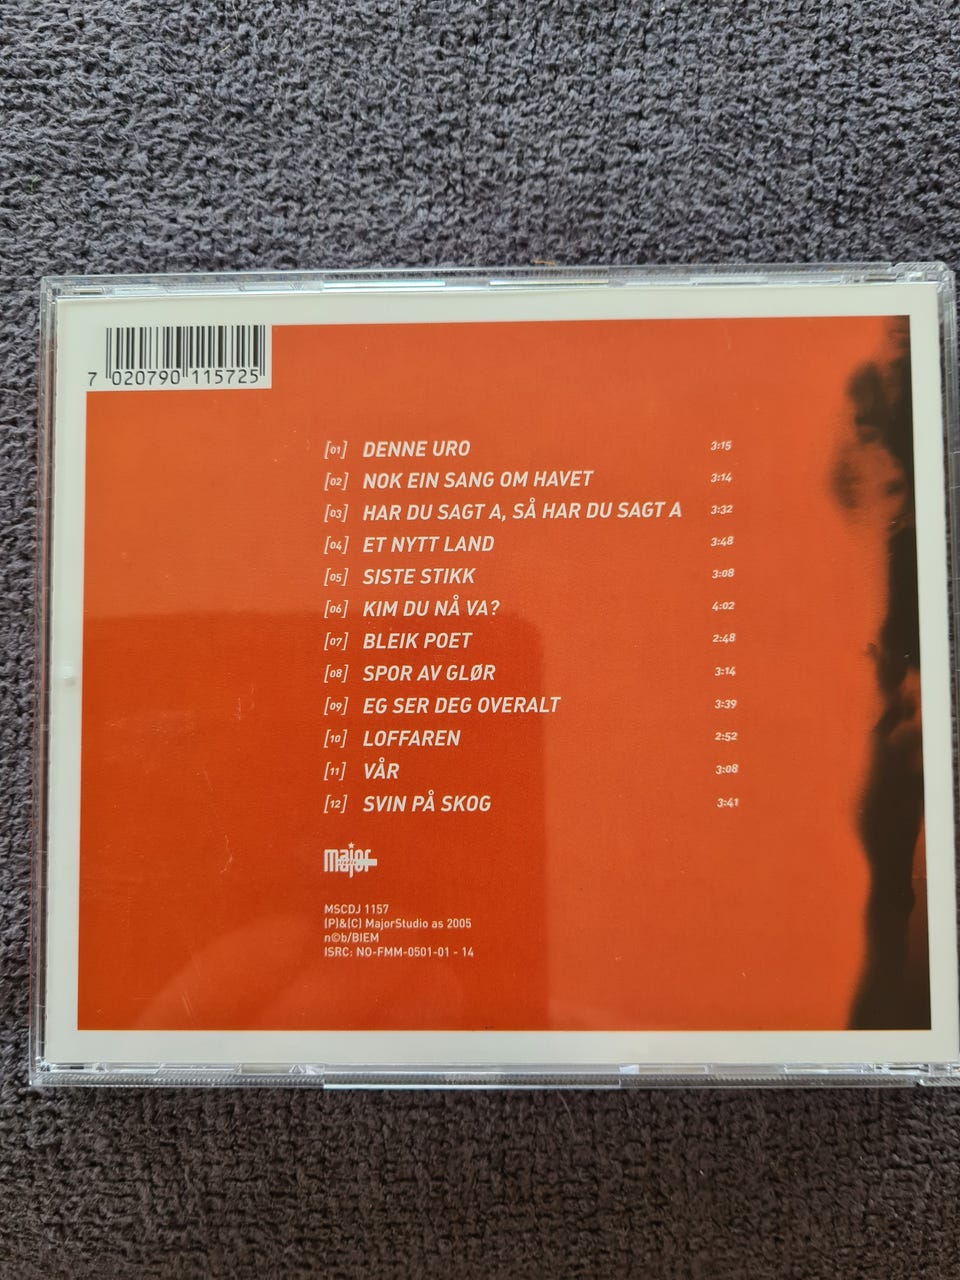 7 020790 115725
[01] DENNE URO 3:15
[02] NOK EIN SANG OM HAVET 3:14
[03] HAR DU SAGT A, SÅ HAR DU SAGT A 3:32
[04] ET NYTT LAND 3:48
[05] SISTE STIKK 3:08
[06] KIM DU NÅ VA? 4:02
[07] BLEIK POET 2:48
[08] SPOR AV GLØR 3:14
[09] EG SER DEG OVERALT 3:39
[10] LOFFAREN 2:52
[11] VÅR 3:08
[12] SVIN PÅ SKOG 3:41
major
studio
MSCDJ 1157
(P)&(C) MajorStudio as 2005
n©b/BIEM
ISRC: NO-FMM-0501-01 - 14